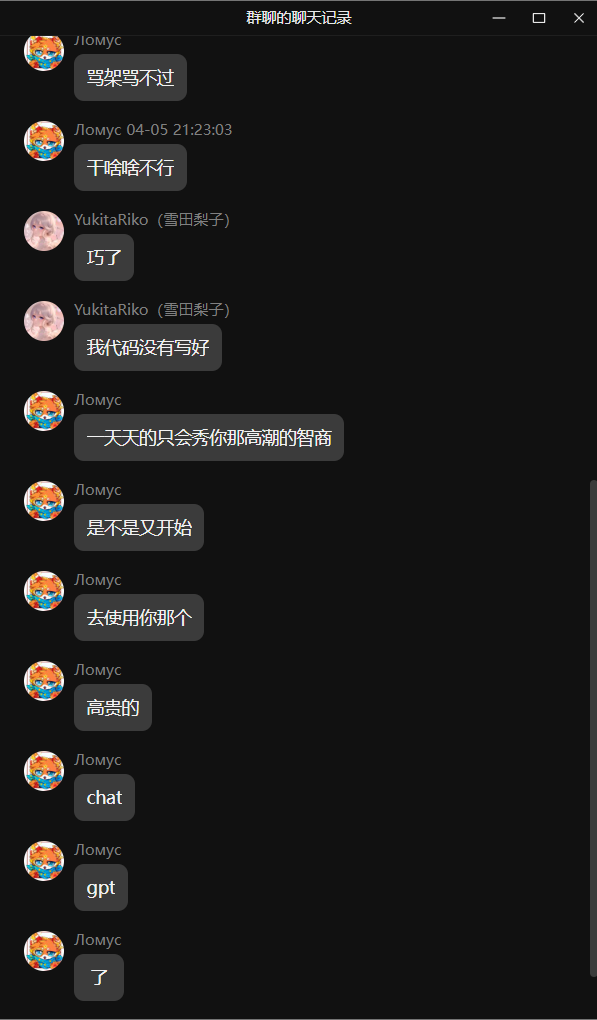 群聊的聊天记录
Ломус
骂架骂不过
Ломус 04-05 21:23:03
干啥啥不行
YukitaRiko（雪田梨子）
巧了
YukitaRiko（雪田梨子）
我代码没有写好
Ломус
一天天的只会秀你那高潮的智商
Ломус
是不是又开始
Ломус
去使用你那个
Ломус
高贵的
Ломус
chat
Ломус
gpt
Ломус
了